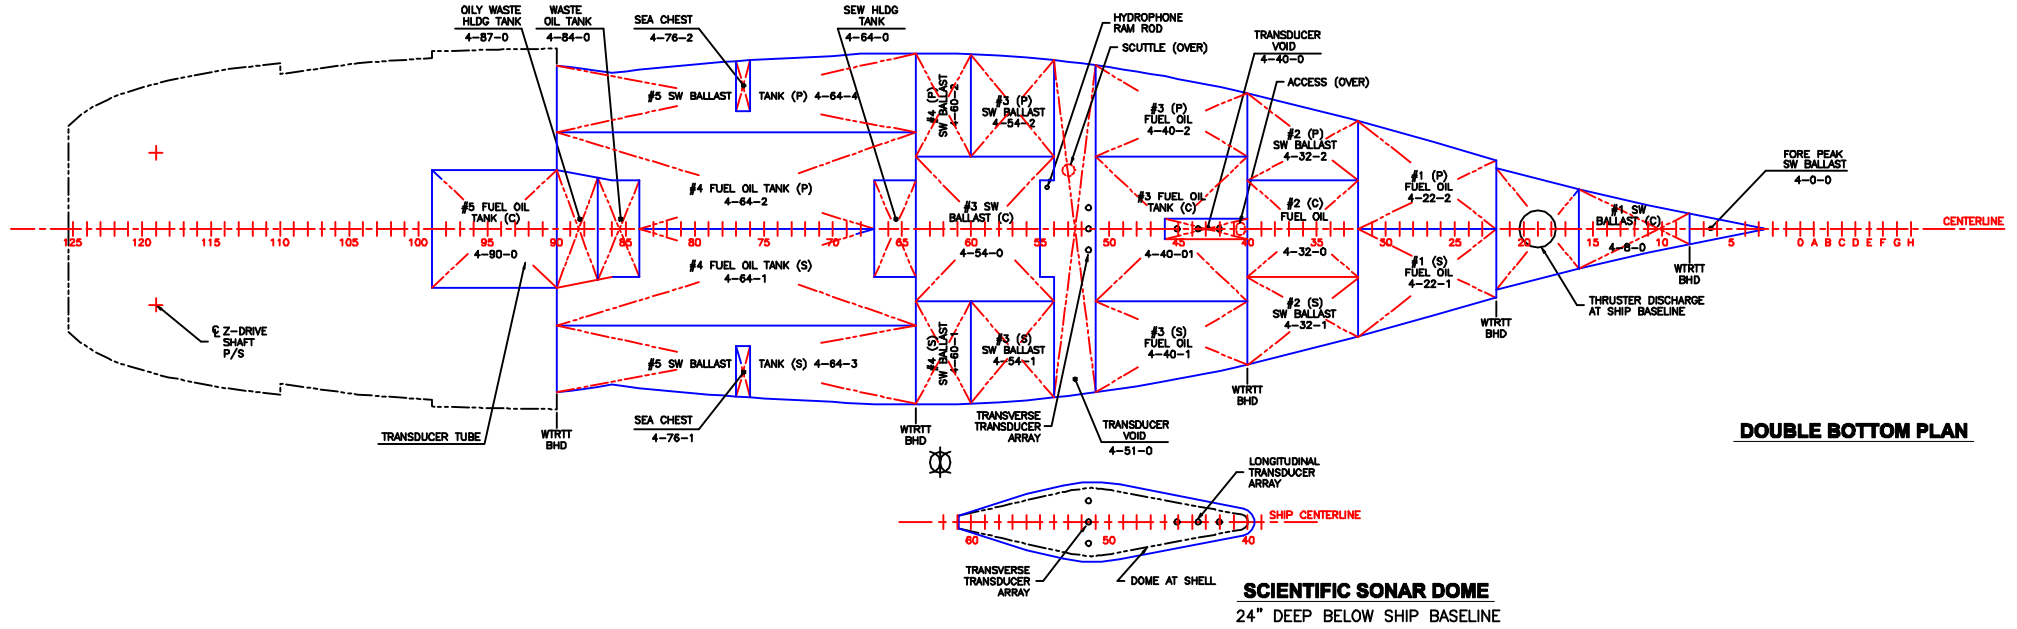 OILY WASTE
HLDG TANK
4-87-0
WASTE
OIL TANK
4-84-0
SEA CHEST
4-76-2
SEW HLDG
TANK
4-64-0
HYDROPHONE
RAM ROD
SCUTTLE (OVER)
TRANSDUCER
VOID
4-40-0
ACCESS (OVER)
#5 SW BALLAST TANK (P) 4-64-4
#4 (P)
SW BALLAST
4-60-2
#3 (P)
SW BALLAST
4-54-2
#3 (P)
FUEL OIL
4-40-2
#2 (P)
SW BALLAST
4-32-2
#1 (P)
FUEL OIL
4-22-2
FORE PEAK
SW BALLAST
4-0-0
#4 FUEL OIL TANK (P)
4-64-2
#5 FUEL OIL
TANK (C)
4-90-0
#3 SW
BALLAST (C)
4-54-0
#3 FUEL OIL
TANK (C)
4-40-01
#2 (C)
FUEL OIL
4-32-0
#1 SW
BALLAST (C)
4-8-0
CENTERLINE
125 119 110 105 100 95 90 85 80 75 70 65 60 55 50 45 40 35 30 25 20 15 10 5 0 A B C D E F G H
#4 FUEL OIL TANK (S)
4-64-1
#1 (S)
FUEL OIL
4-22-1
WTRTT
BHD
THRUSTER DISCHARGE
AT SHIP BASELINE
WTRTT
BHD
#2 (S)
SW BALLAST
4-32-1
#3 (S)
FUEL OIL
4-40-1
#3 (S)
SW BALLAST
4-54-1
#4 (S)
SW BALLAST
4-60-1
℄ Z-DRIVE
SHAFT
P/S
#5 SW BALLAST TANK (S) 4-64-3
WTRTT
BHD
SEA CHEST
4-76-1
TRANSDUCER TUBE
WTRTT
BHD
WTRTT
BHD
TRANSVERSE
TRANSDUCER
ARRAY
TRANSDUCER
VOID
4-51-0
DOUBLE BOTTOM PLAN
LONGITUDINAL
TRANSDUCER
ARRAY
SHIP CENTERLINE
60 50 40
TRANSVERSE
TRANSDUCER
ARRAY
DOME AT SHELL
SCIENTIFIC SONAR DOME
24" DEEP BELOW SHIP BASELINE